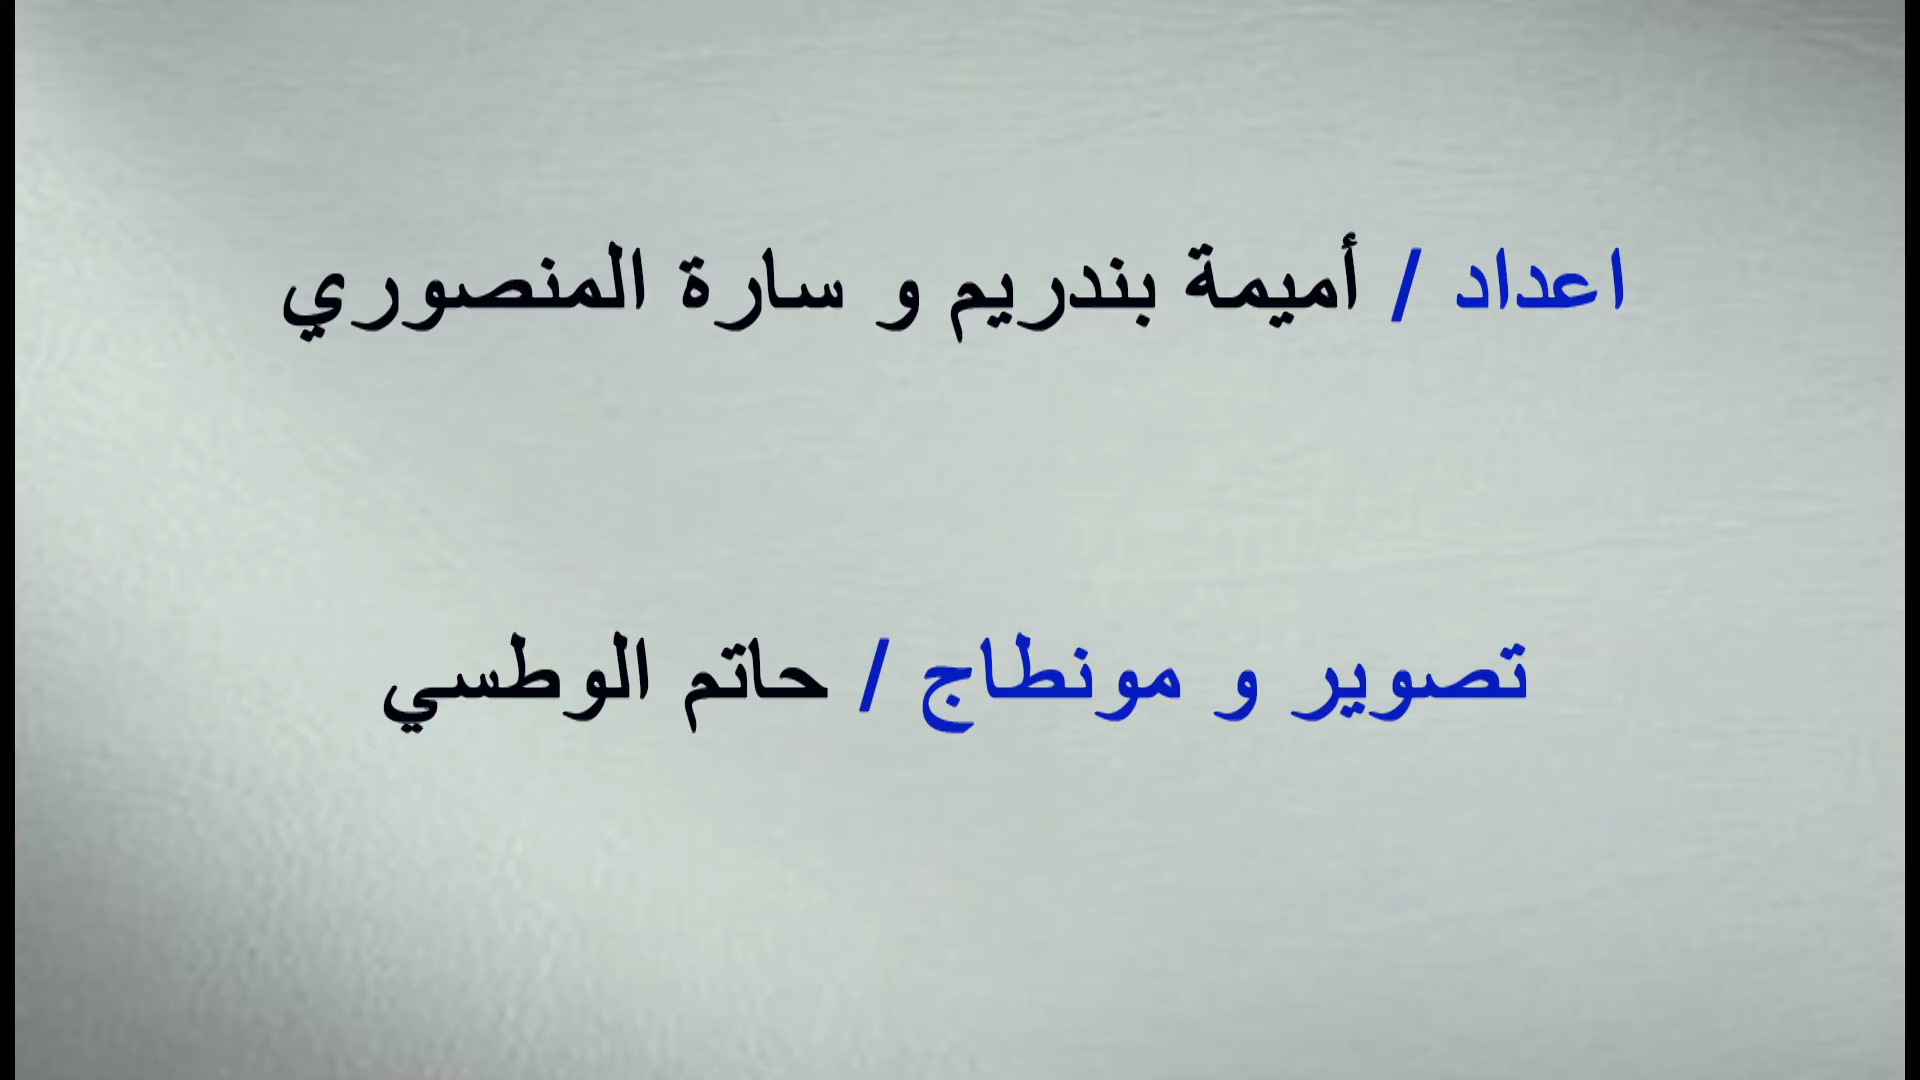 اعداد / أميمة بندريم و سارة المنصوري
تصوير و مونطاج / حاتم الوطسي